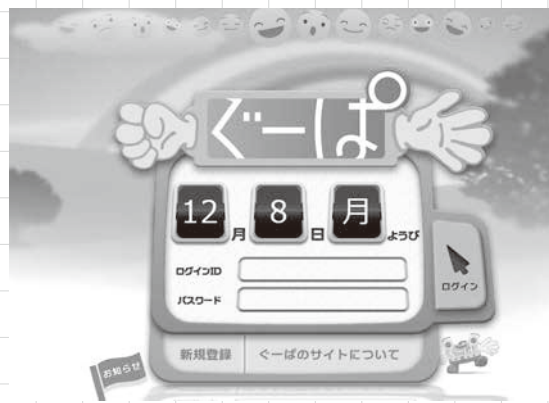 ぐーぱ
12月8日月ようび
ログインID
パスワード
ログイン
新規登録 ぐーぱのサイトについて
お知らせ